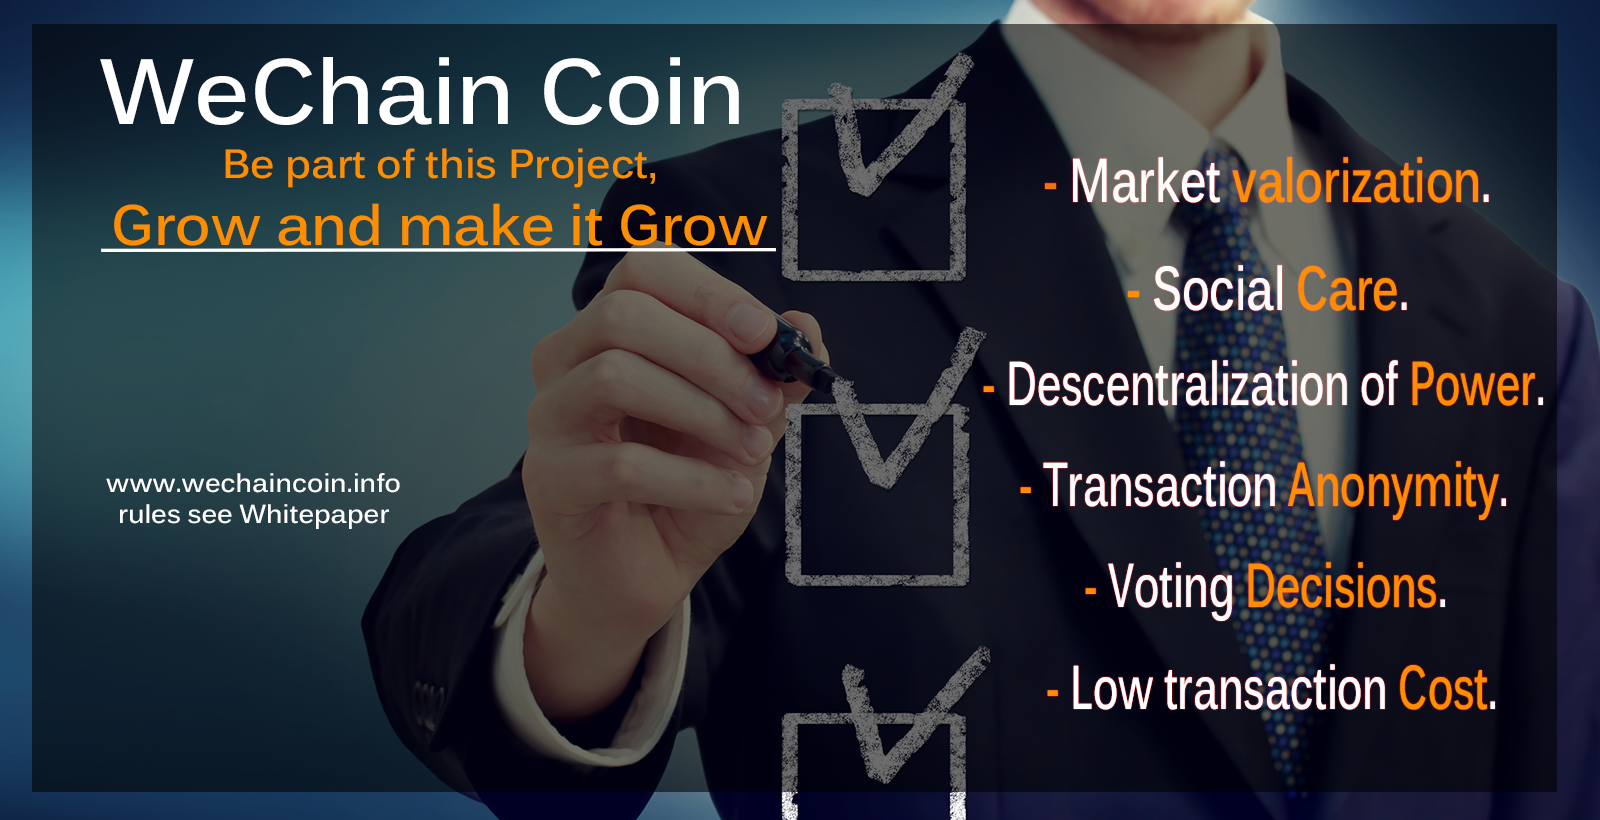 WeChain Coin
Be part of this Project,
Grow and make it Grow
www.wechaincoin.info
rules see Whitepaper
- Market valorization.
- Social Care.
- Descentralization of Power.
- Transaction Anonymity.
- Voting Decisions.
- Low transaction Cost.